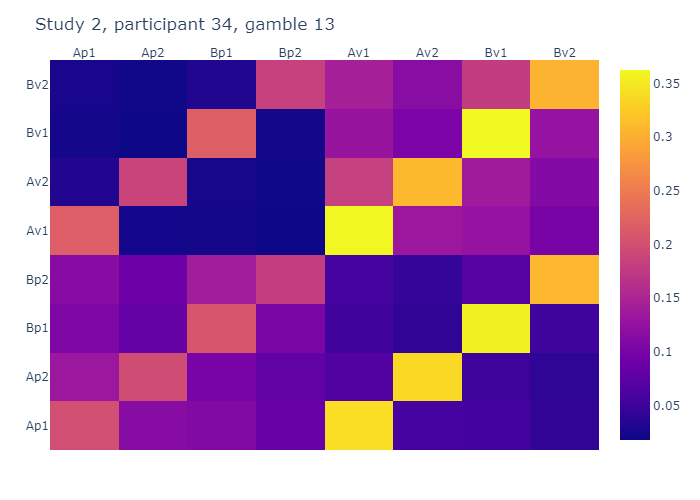 Study 2, participant 34, gamble 13
Ap1 Ap2 Bp1 Bp2 Av1 Av2 Bv1 Bv2
Bv2
Bv1
Av2
Av1
Bp2
Bp1
Ap2
Ap1
0.35
0.3
0.25
0.2
0.15
0.1
0.05